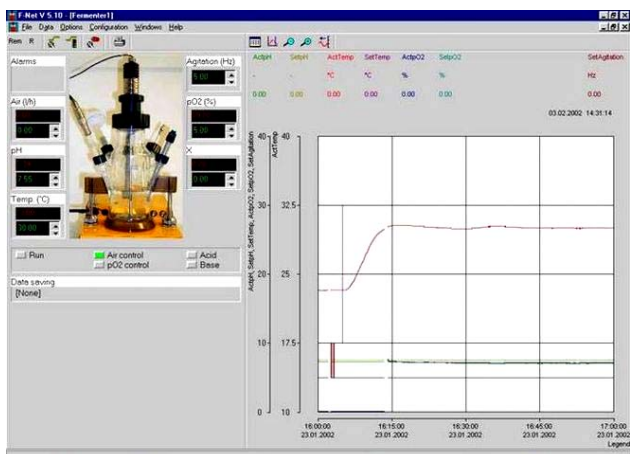 F-Net V 5.10 - [Fermenter1]
File Data Options Configuration Windows Help
Rem R
Alarms
Agitation (Hz)
5.00
Air (l/h)
0.00
pO2 (%)
5.00
pH
7.55
X
Temp. (°C)
30.00
Run Air control Acid
pO2 control Base
Data saving
[None]
ActpH SetpH ActTemp SetTemp ActpO2 SetpO2 SetAgitation
- - °C °C % % Hz
0.00 0.00 0.00 0.00 0.00 0.00 0.00
03.02.2002 14:31:14
ActpH, SetpH, SetTemp, ActpO2, SetpO2, SetAgitation
ActTemp
40 40
30 32.5
20 25
10 17.5
0 10
16:00:00 16:15:00 16:30:00 16:45:00 17:00:00
23.01.2002 23.01.2002 23.01.2002 23.01.2002 23.01.2002
Legend